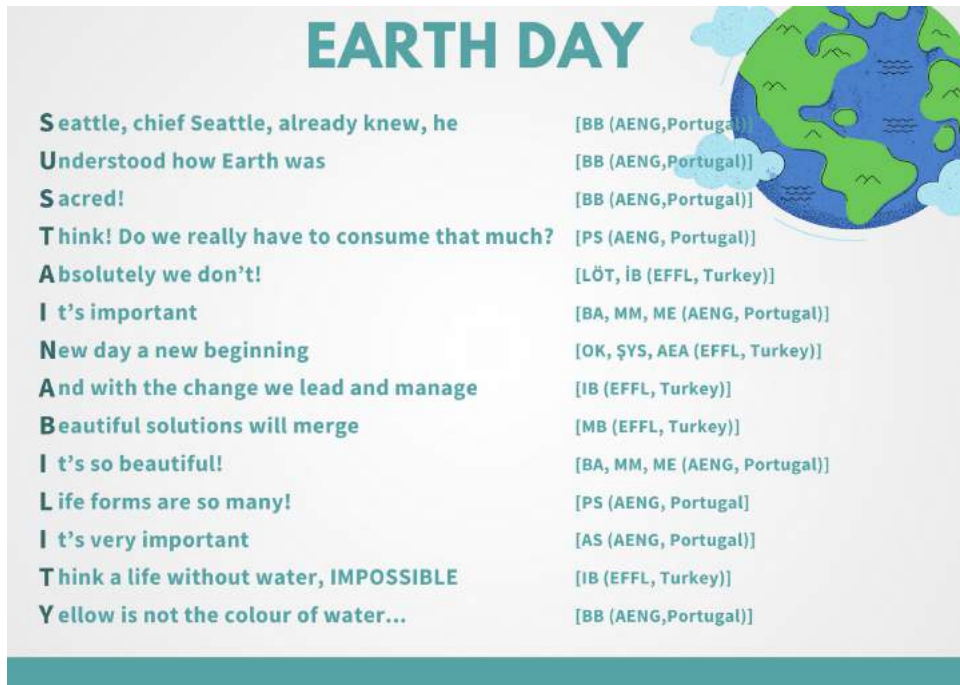 EARTH DAY
Seattle, chief Seattle, already knew, he [BB (AENG,Portugal)]
Understood how Earth was [BB (AENG,Portugal)]
Sacred! [BB (AENG,Portugal)]
Think! Do we really have to consume that much? [PS (AENG, Portugal)]
Absolutely we don't! [LÖT, İB (EFFL, Turkey)]
It's important [BA, MM, ME (AENG, Portugal)]
New day a new beginning [OK, ŞYS, AEA (EFFL, Turkey)]
And with the change we lead and manage [IB (EFFL, Turkey)]
Beautiful solutions will merge [MB (EFFL, Turkey)]
It's so beautiful! [BA, MM, ME (AENG, Portugal)]
Life forms are so many! [PS (AENG, Portugal]
It's very important [AS (AENG, Portugal)]
Think a life without water, IMPOSSIBLE [IB (EFFL, Turkey)]
Yellow is not the colour of water... [BB (AENG,Portugal)]